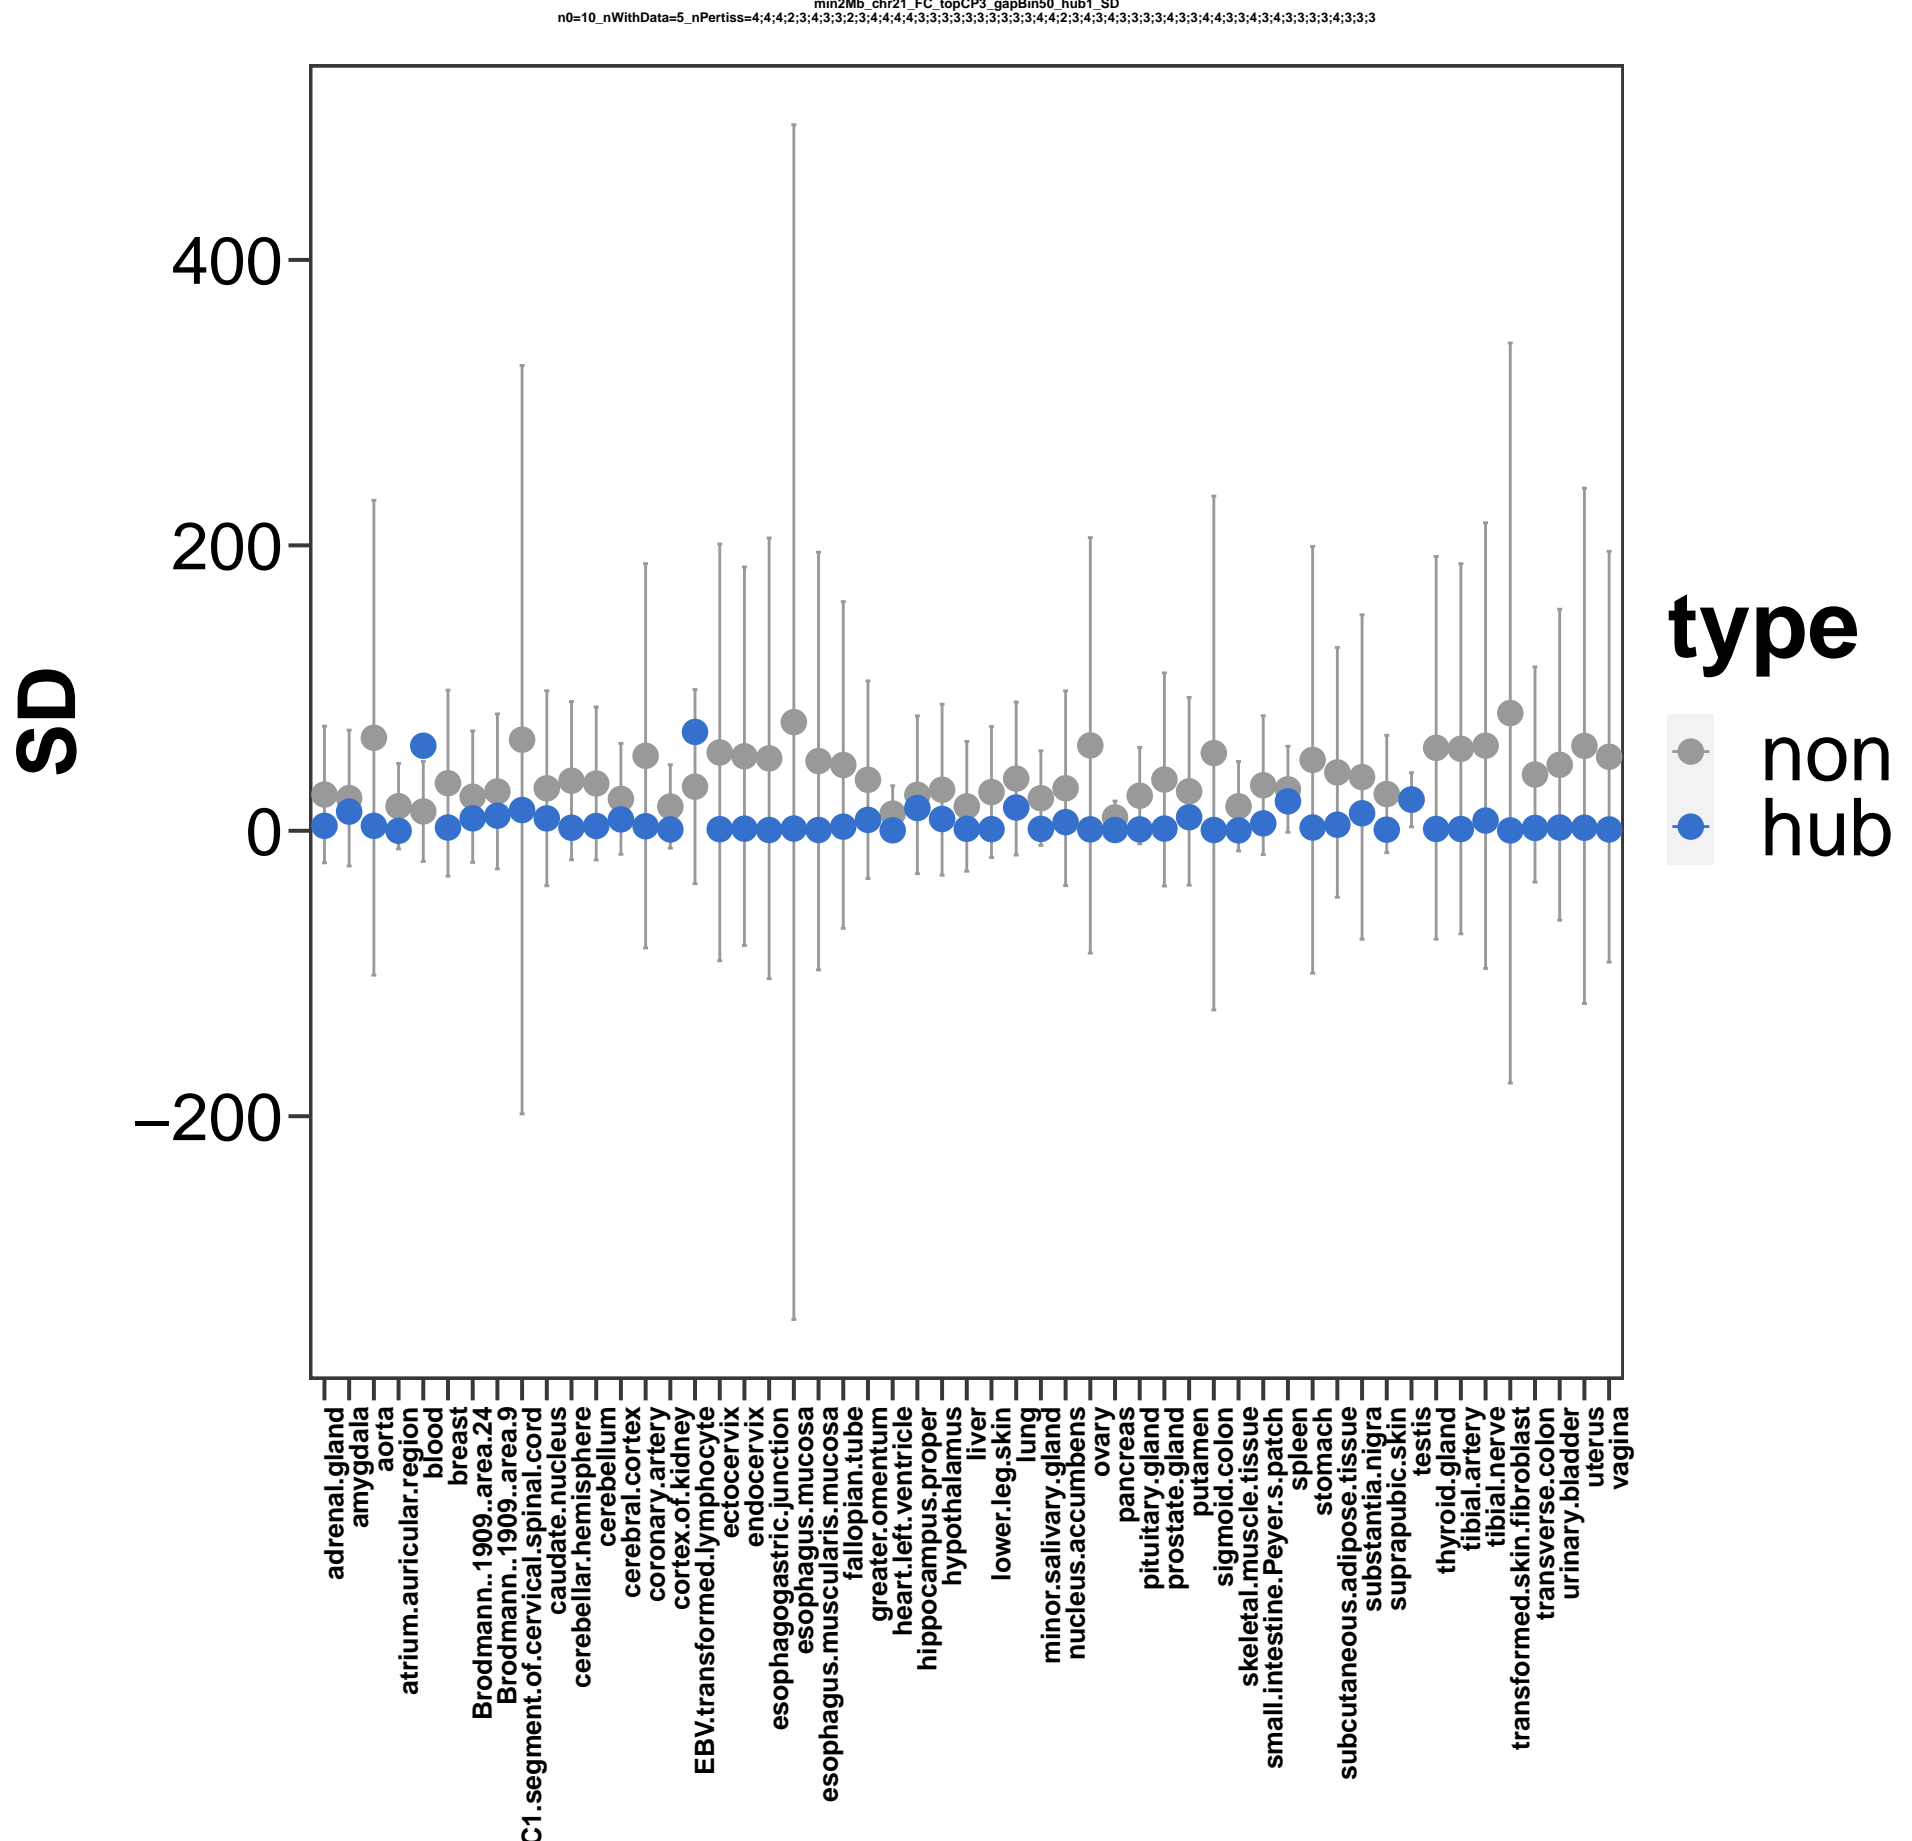 min2Mb_chr21_FC_topCP3_gapBin50_hub1_SD
n0=10_nWithData=5_nPertiss=4;4;4;2;3;4;3;3;2;3;4;4;4;4;3;3;3;3;3;3;3;3;3;3;4;4;2;3;4;3;4;3;3;3;3;4;3;3;4;4;3;3;4;3;4;3;3;3;3;4;3;3;3
SD
400
200
0
−200
adrenal.gland
amygdala
aorta
atrium.auricular.region
blood
breast
Brodmann..1909..area.24
Brodmann..1909..area.9
C1.segment.of.cervical.spinal.cord
caudate.nucleus
cerebellar.hemisphere
cerebellum
cerebral.cortex
coronary.artery
cortex.of.kidney
EBV.transformed.lymphocyte
ectocervix
endocervix
esophagogastric.junction
esophagus.mucosa
esophagus.muscularis.mucosa
fallopian.tube
greater.omentum
heart.left.ventricle
hippocampus.proper
hypothalamus
liver
lower.leg.skin
lung
minor.salivary.gland
nucleus.accumbens
ovary
pancreas
pituitary.gland
prostate.gland
putamen
sigmoid.colon
skeletal.muscle.tissue
small.intestine.Peyer.s.patch
spleen
stomach
subcutaneous.adipose.tissue
substantia.nigra
suprapubic.skin
testis
thyroid.gland
tibial.artery
tibial.nerve
transformed.skin.fibroblast
transverse.colon
urinary.bladder
uterus
vagina
type
non
hub